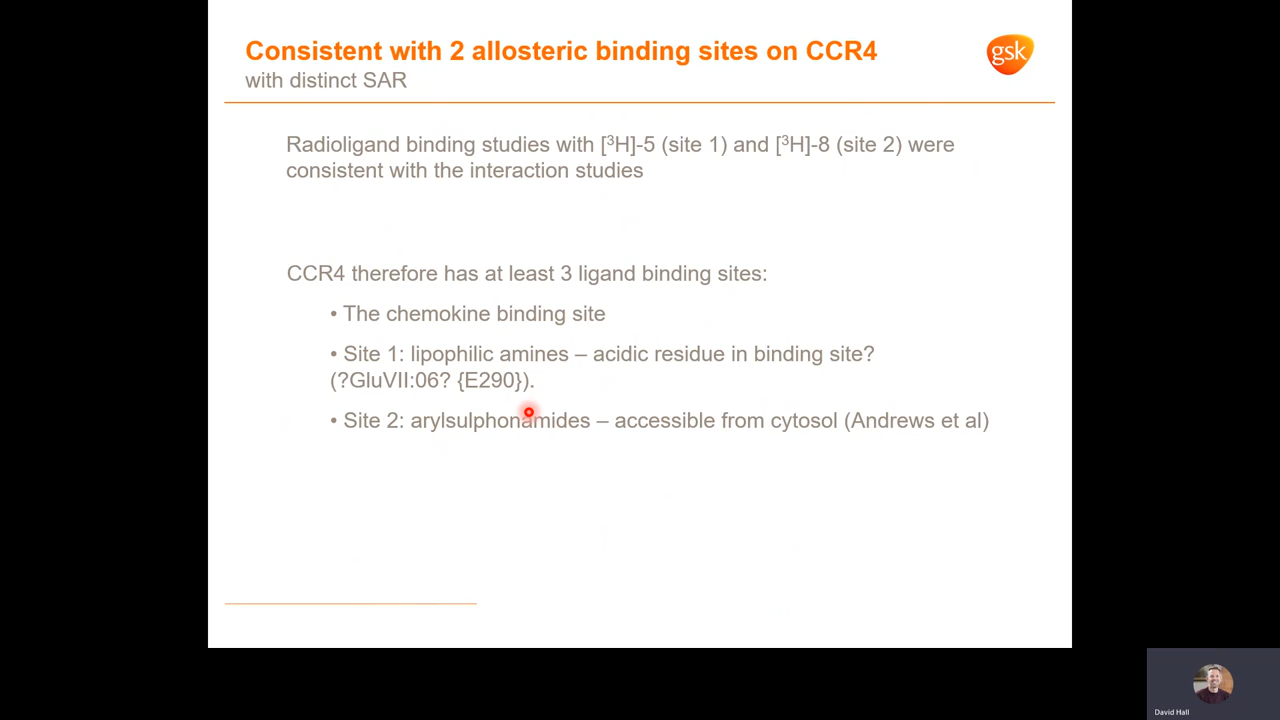 Consistent with 2 allosteric binding sites on CCR4
gsk
with distinct SAR
Radioligand binding studies with [³H]-5 (site 1) and [³H]-8 (site 2) were
consistent with the interaction studies
CCR4 therefore has at least 3 ligand binding sites:
• The chemokine binding site
• Site 1: lipophilic amines – acidic residue in binding site?
(?GluVII:06? {E290}).
• Site 2: arylsulphonamides – accessible from cytosol (Andrews et al)
David Hall